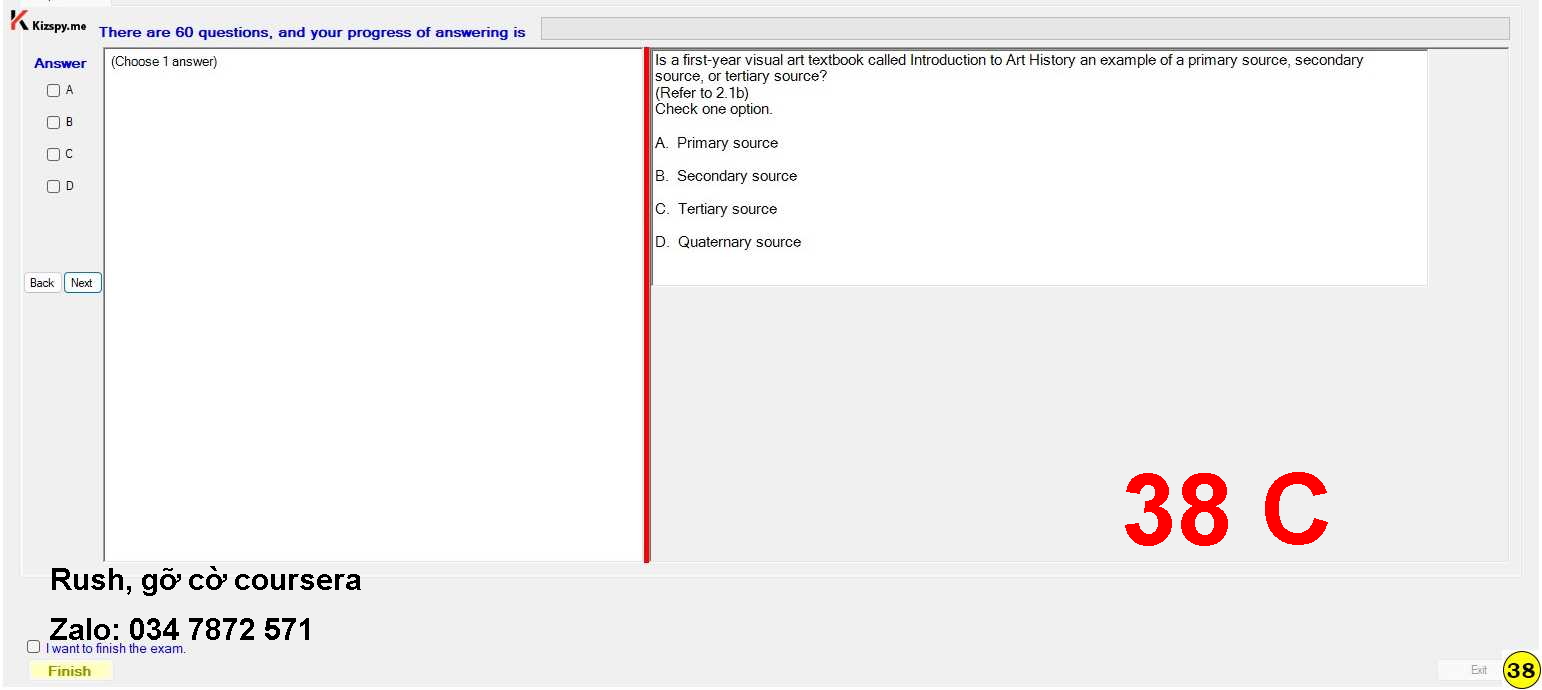 Kizspy.me
There are 60 questions, and your progress of answering is
Answer
(Choose 1 answer)
A
B
C
D
Back
Next
Is a first-year visual art textbook called Introduction to Art History an example of a primary source, secondary
source, or tertiary source?
(Refer to 2.1b)
Check one option.
A. Primary source
B. Secondary source
C. Tertiary source
D. Quaternary source
38 C
Rush, gỡ cờ coursera
Zalo: 034 7872 571
I want to finish the exam.
Finish
Exit
38